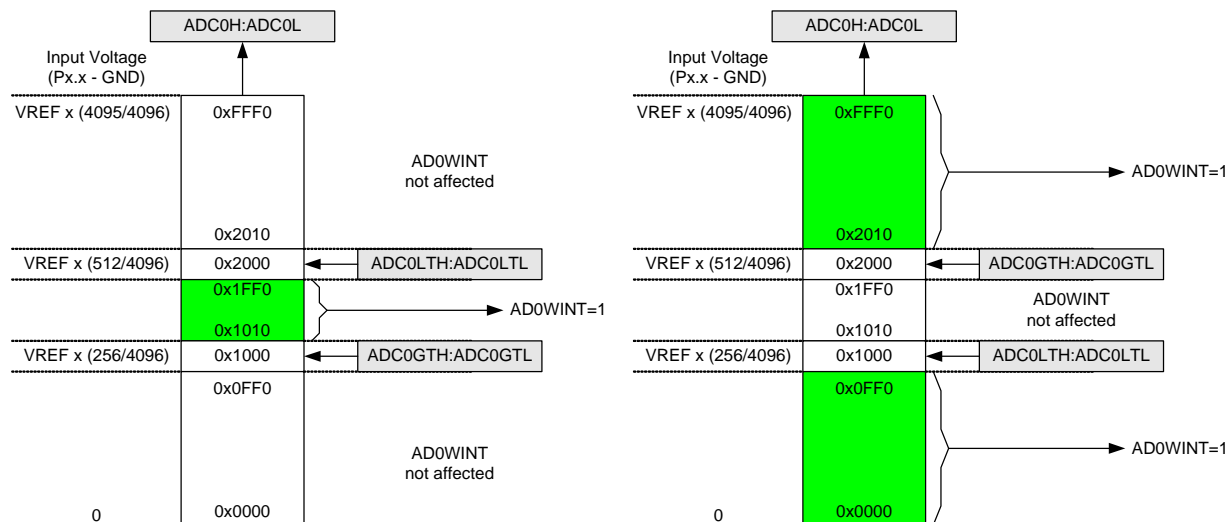 ADC0H:ADC0L
Input Voltage
(Px.x - GND)
VREF x (4095/4096)
0xFFF0
AD0WINT
not affected
0x2010
VREF x (512/4096)
0x2000
ADC0LTH:ADC0LTL
0x1FF0
AD0WINT=1
0x1010
VREF x (256/4096)
0x1000
ADC0GTH:ADC0GTL
0x0FF0
AD0WINT
not affected
0
0x0000
ADC0H:ADC0L
Input Voltage
(Px.x - GND)
VREF x (4095/4096)
0xFFF0
AD0WINT=1
0x2010
VREF x (512/4096)
0x2000
ADC0GTH:ADC0GTL
0x1FF0
AD0WINT
not affected
0x1010
VREF x (256/4096)
0x1000
ADC0LTH:ADC0LTL
0x0FF0
AD0WINT=1
0
0x0000